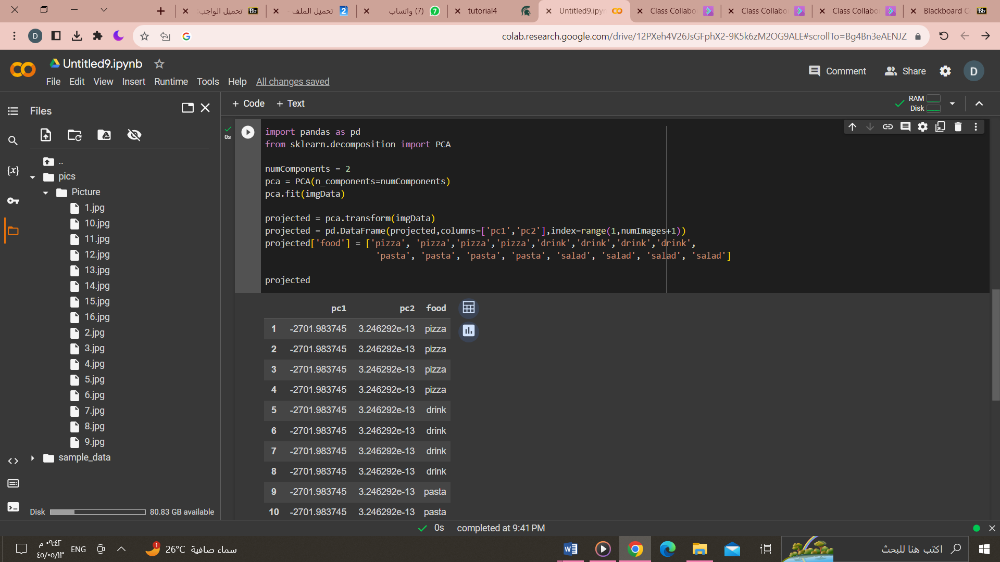 تحميل الواجب:
تحميل الملف -
(7) واتساب
tutorial4
Untitled9.ipyn
Class Collabo
Class Collabo
Class Collabo
Blackboard C
D
colab.research.google.com/drive/12PXeh4V26JsGFphX2-9K5k6zM2OG9ALE#scrollTo=Bg4Bn3eAENJZ
Untitled9.ipynb
Comment
Share
D
File Edit View Insert Runtime Tools Help All changes saved
Files
+ Code + Text
RAM
Disk
0s
import pandas as pd
from sklearn.decomposition import PCA
numComponents = 2
pca = PCA(n_components=numComponents)
pca.fit(imgData)
projected = pca.transform(imgData)
projected = pd.DataFrame(projected,columns=['pc1','pc2'],index=range(1,numImages+1))
projected['food'] = ['pizza', 'pizza','pizza','pizza','drink','drink','drink','drink',
'pasta', 'pasta', 'pasta', 'pasta', 'salad', 'salad', 'salad', 'salad']
projected
pc1 pc2 food
1 -2701.983745 3.246292e-13 pizza
2 -2701.983745 3.246292e-13 pizza
3 -2701.983745 3.246292e-13 pizza
4 -2701.983745 3.246292e-13 pizza
5 -2701.983745 3.246292e-13 drink
6 -2701.983745 3.246292e-13 drink
7 -2701.983745 3.246292e-13 drink
8 -2701.983745 3.246292e-13 drink
9 -2701.983745 3.246292e-13 pasta
10 -2701.983745 3.246292e-13 pasta
{x}
..
pics
Picture
1.jpg
10.jpg
11.jpg
12.jpg
13.jpg
14.jpg
15.jpg
16.jpg
2.jpg
3.jpg
4.jpg
5.jpg
6.jpg
7.jpg
8.jpg
9.jpg
sample_data
Disk 80.83 GB available
0s completed at 9:41 PM
٠٩:٤٢ م
٤٥/٠٥/١٣
ENG
1
26°C سماء صافية
اكتب هنا للبحث